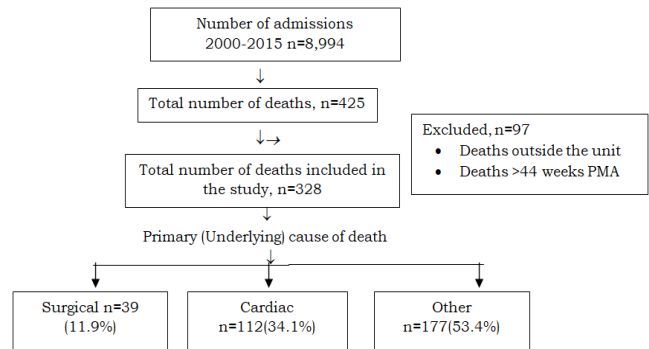 Number of admissions
2000-2015 n=8,994
Total number of deaths, n=425
Excluded, n=97
• Deaths outside the unit
• Deaths >44 weeks PMA
Total number of deaths included in
the study, n=328
Primary (Underlying) cause of death
Surgical n=39
(11.9%)
Cardiac
n=112(34.1%)
Other
n=177(53.4%)